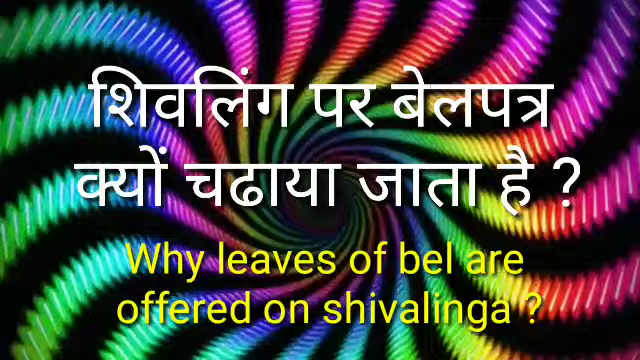 शिवलिंग पर बेलपत्र
क्यों चढाया जाता है ?
Why leaves of bel are
offered on shivalinga ?